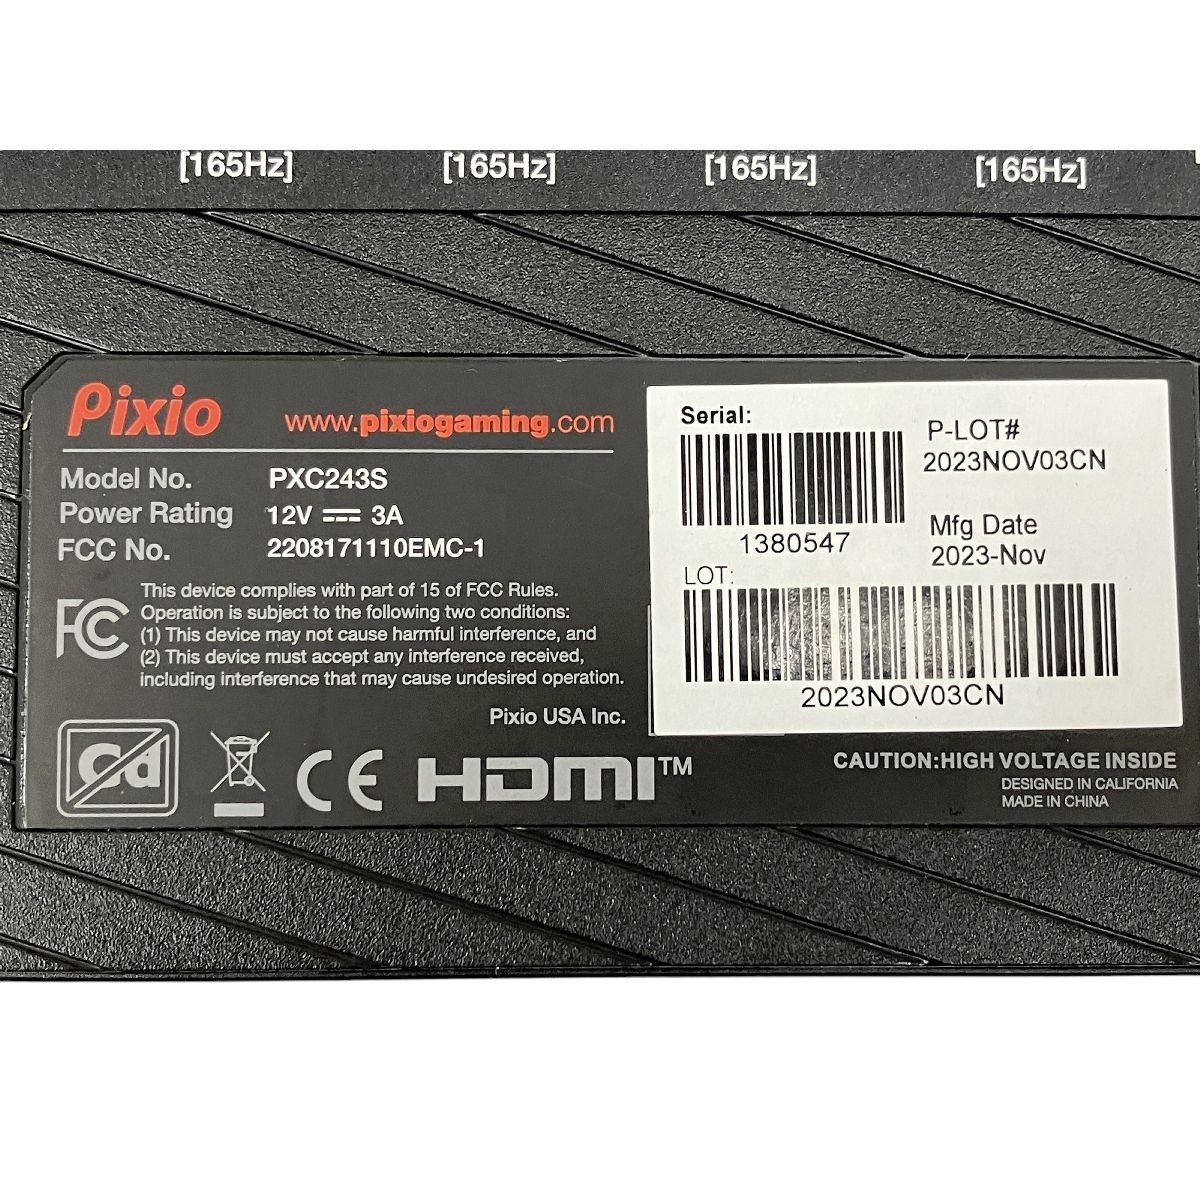 [165Hz] [165Hz] [165Hz] [165Hz]
Pixio www.pixiogaming.com
Model No. PXC243S
Power Rating 12V ⎓ 3A
FCC No. 2208171110EMC-1
FC This device complies with part of 15 of FCC Rules.
Operation is subject to the following two conditions:
(1) This device may not cause harmful interference, and
(2) This device must accept any interference received,
including interference that may cause undesired operation.
Pixio USA Inc.
Cd Pb CE HDMI™
Serial:
1380547
P-LOT#
2023NOV03CN
Mfg Date
2023-Nov
LOT:
2023NOV03CN
CAUTION:HIGH VOLTAGE INSIDE
DESIGNED IN CALIFORNIA
MADE IN CHINA